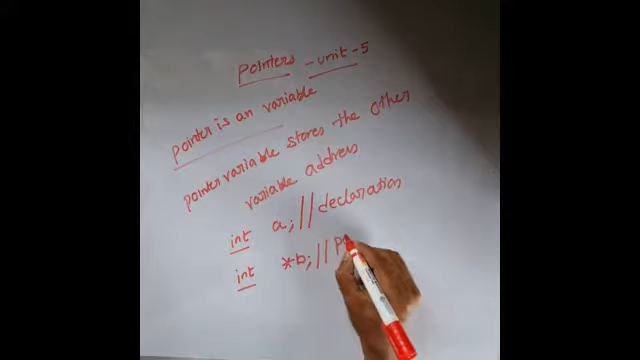 Pointers - unit - 5
Pointer is an variable
pointer variable stores the other
variable address
int a; // declaration
int *b; // P